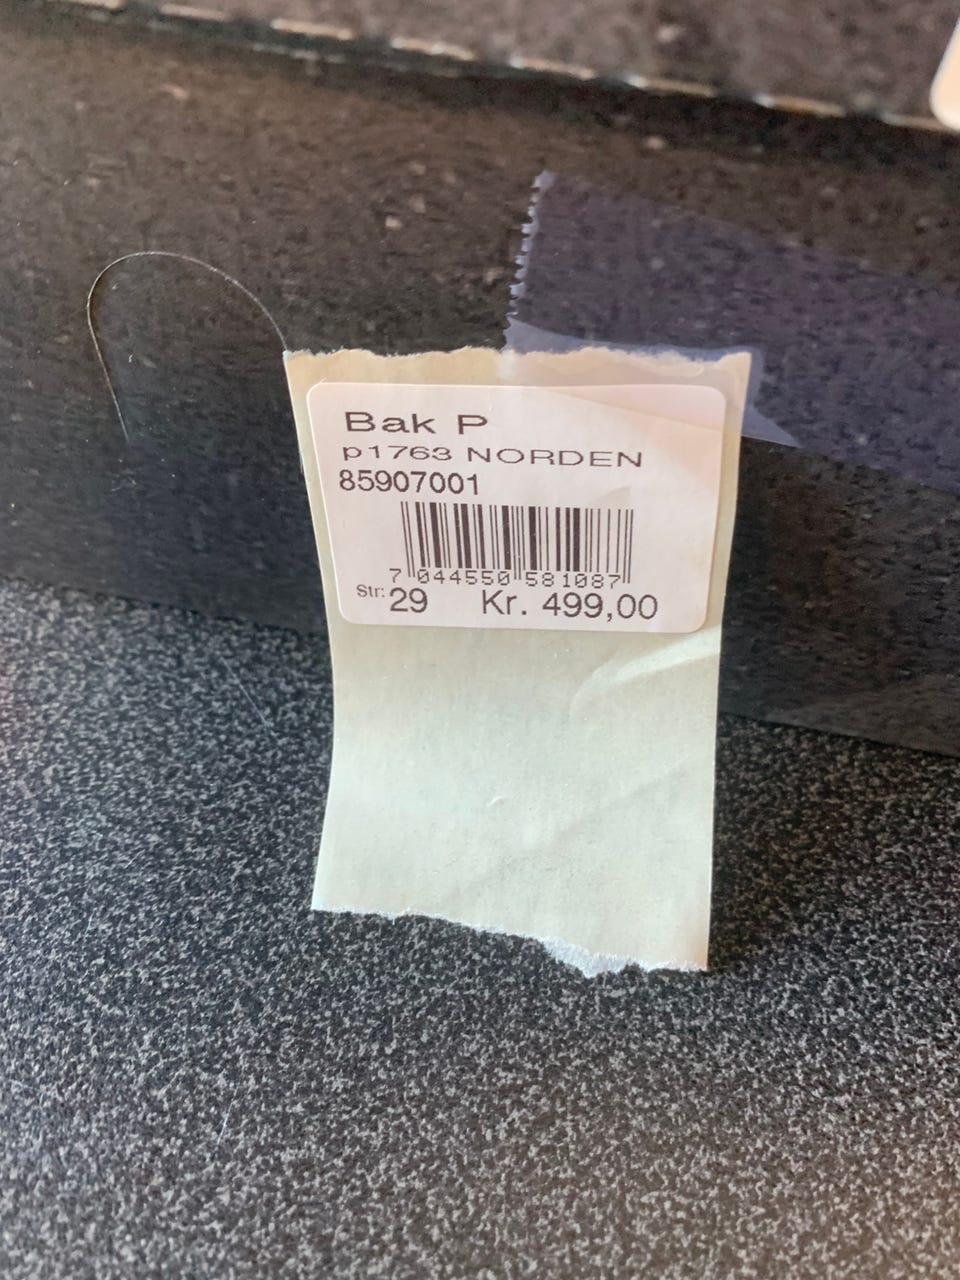 Bak P
p1763 NORDEN
85907001
7 044550 581087
Str: 29 Kr. 499,00